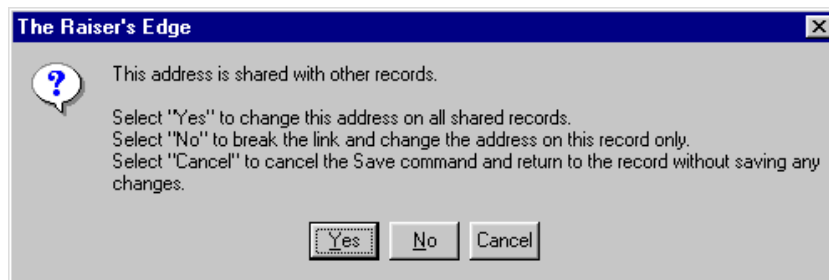 The Raiser's Edge
This address is shared with other records.
Select "Yes" to change this address on all shared records.
Select "No" to break the link and change the address on this record only.
Select "Cancel" to cancel the Save command and return to the record without saving any
changes.
Yes No Cancel